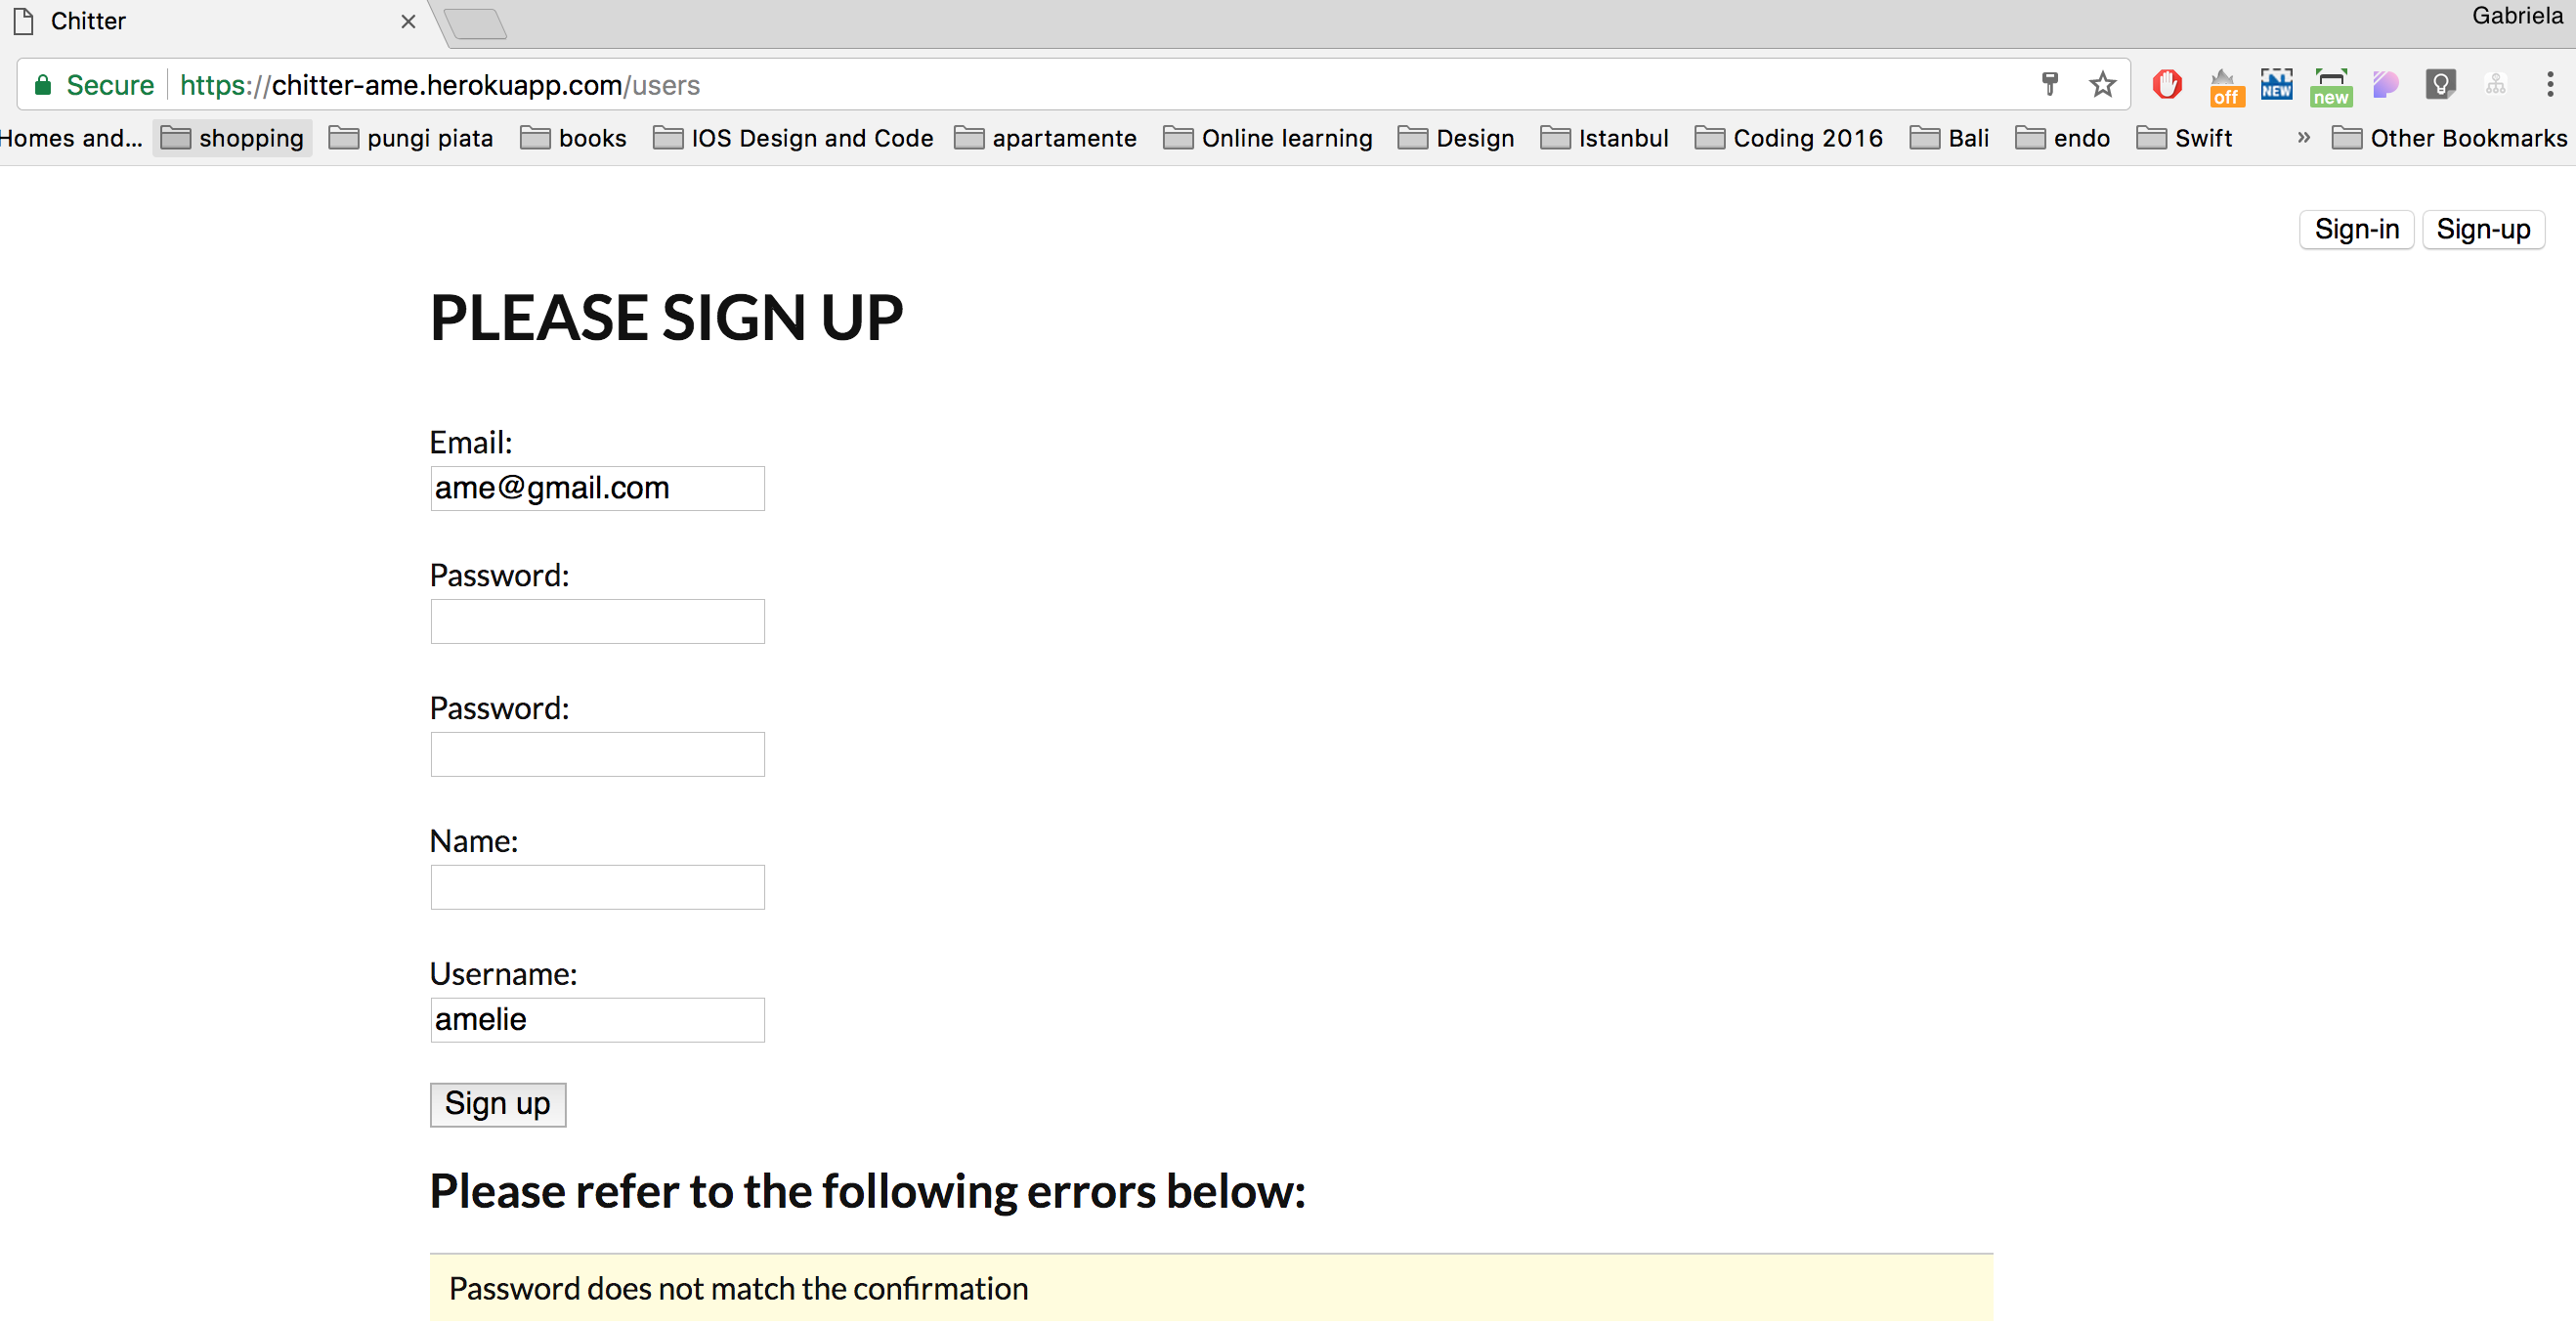 Chitter
Gabriela
Secure https://chitter-ame.herokuapp.com/users
off NEW new
Homes and... shopping pungi piata books IOS Design and Code apartamente Online learning Design Istanbul Coding 2016 Bali endo Swift » Other Bookmarks
Sign-in Sign-up
PLEASE SIGN UP
Email:
ame@gmail.com
Password:
Password:
Name:
Username:
amelie
Sign up
Please refer to the following errors below:
Password does not match the confirmation